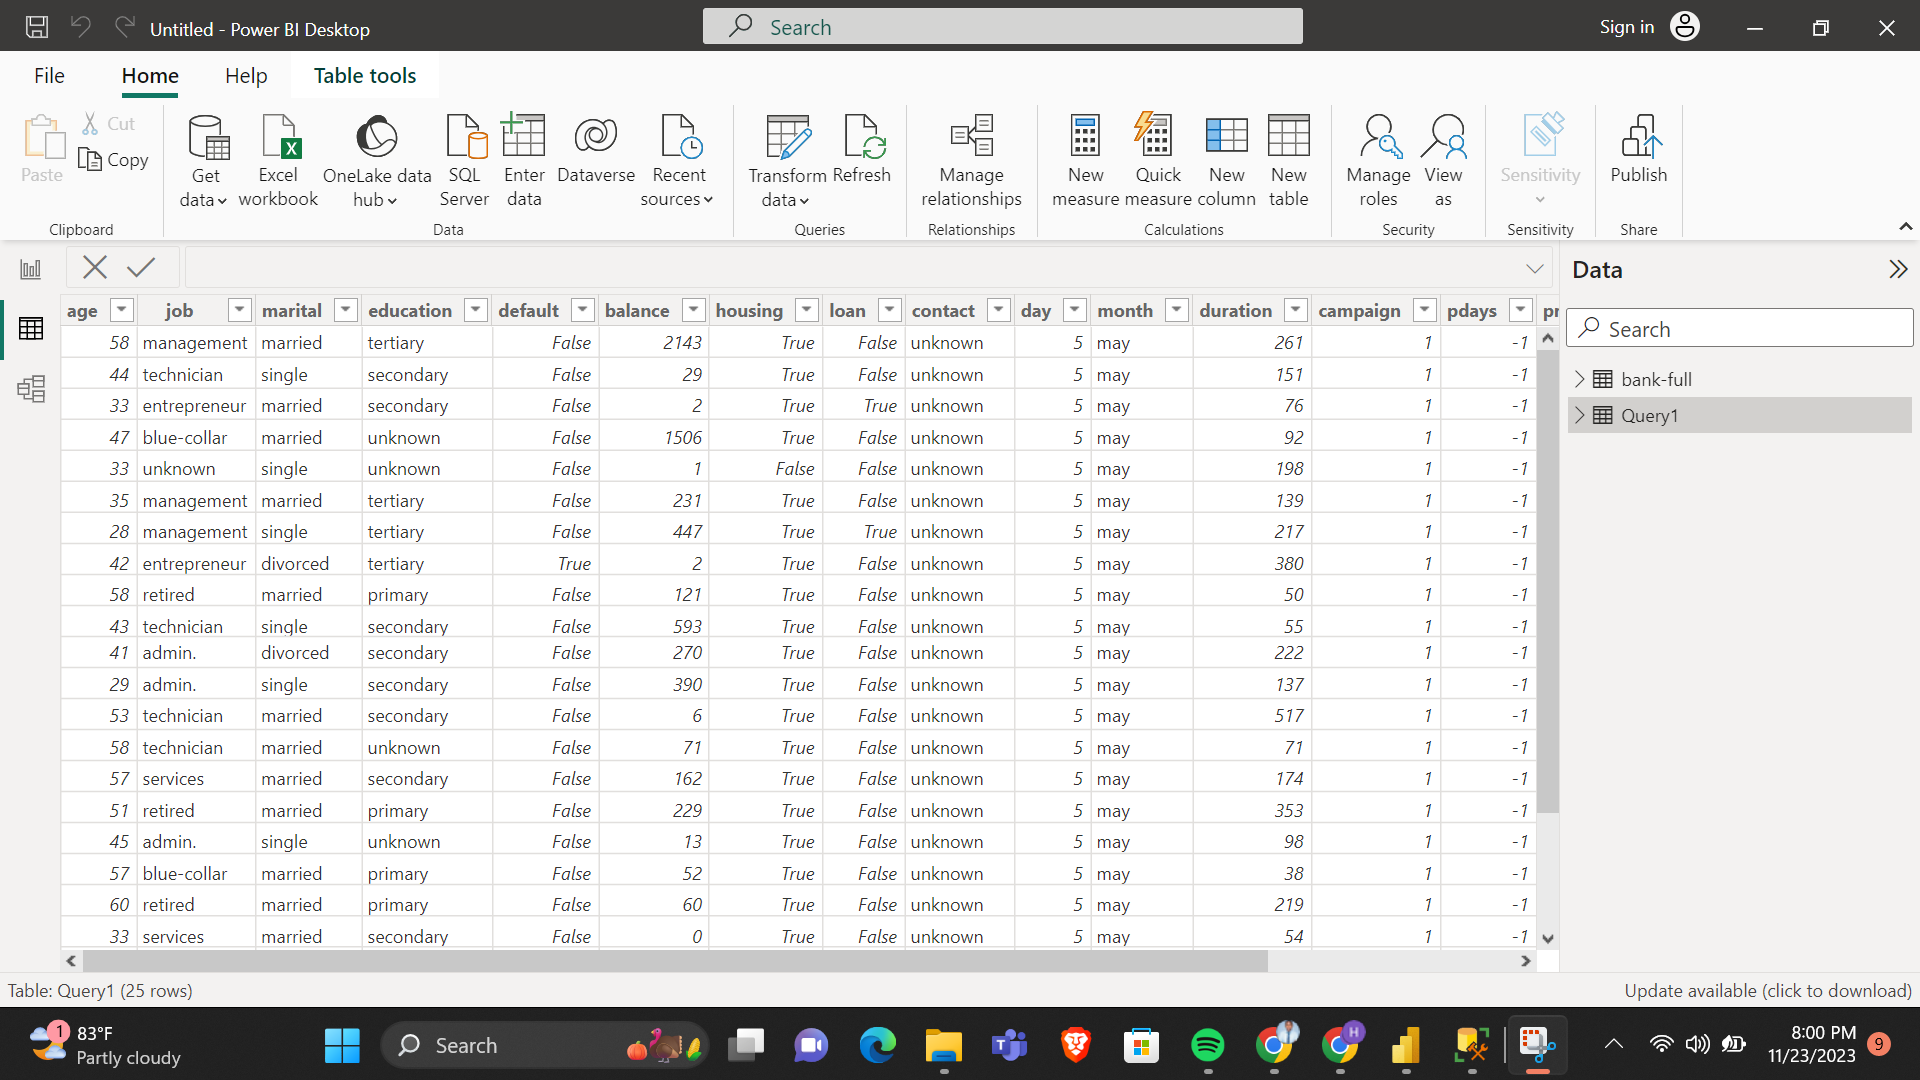 Untitled - Power BI Desktop
Search
Sign in
File Home Help Table tools
Paste
Cut
Copy
Get data
Excel workbook
OneLake data hub
SQL Server
Enter data
Dataverse
Recent sources
Transform data
Refresh
Manage relationships
New measure
Quick measure
New column
New table
Manage roles
View as
Sensitivity
Publish
Clipboard Data Queries Relationships Calculations Security Sensitivity Share
age job marital education default balance housing loan contact day month duration campaign pdays pr
58 management married tertiary False 2143 True False unknown 5 may 261 1 -1
44 technician single secondary False 29 True False unknown 5 may 151 1 -1
33 entrepreneur married secondary False 2 True True unknown 5 may 76 1 -1
47 blue-collar married unknown False 1506 True False unknown 5 may 92 1 -1
33 unknown single unknown False 1 False False unknown 5 may 198 1 -1
35 management married tertiary False 231 True False unknown 5 may 139 1 -1
28 management single tertiary False 447 True True unknown 5 may 217 1 -1
42 entrepreneur divorced tertiary True 2 True False unknown 5 may 380 1 -1
58 retired married primary False 121 True False unknown 5 may 50 1 -1
43 technician single secondary False 593 True False unknown 5 may 55 1 -1
41 admin. divorced secondary False 270 True False unknown 5 may 222 1 -1
29 admin. single secondary False 390 True False unknown 5 may 137 1 -1
53 technician married secondary False 6 True False unknown 5 may 517 1 -1
58 technician married unknown False 71 True False unknown 5 may 71 1 -1
57 services married secondary False 162 True False unknown 5 may 174 1 -1
51 retired married primary False 229 True False unknown 5 may 353 1 -1
45 admin. single unknown False 13 True False unknown 5 may 98 1 -1
57 blue-collar married primary False 52 True False unknown 5 may 38 1 -1
60 retired married primary False 60 True False unknown 5 may 219 1 -1
33 services married secondary False 0 True False unknown 5 may 54 1 -1
Data
Search
bank-full
Query1
Table: Query1 (25 rows)
Update available (click to download)
1
83°F
Partly cloudy
Search
H
8:00 PM
11/23/2023
9